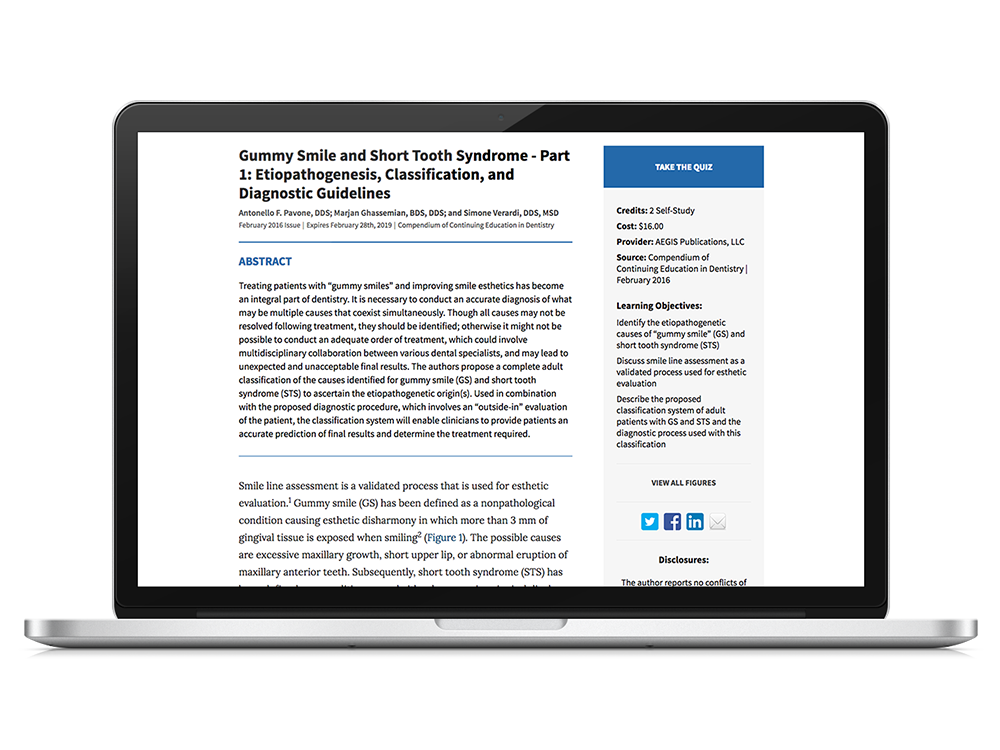 Gummy Smile and Short Tooth Syndrome - Part
1: Etiopathogenesis, Classification, and
Diagnostic Guidelines
Antonello F. Pavone, DDS; Marjan Ghassemian, BDS, DDS; and Simone Verardi, DDS, MSD
February 2016 Issue | Expires February 28th, 2019 | Compendium of Continuing Education in Dentistry
ABSTRACT
Treating patients with “gummy smiles” and improving smile esthetics has become
an integral part of dentistry. It is necessary to conduct an accurate diagnosis of what
may be multiple causes that coexist simultaneously. Though all causes may not be
resolved following treatment, they should be identified; otherwise it might not be
possible to conduct an adequate order of treatment, which could involve
multidisciplinary collaboration between various dental specialists, and may lead to
unexpected and unacceptable final results. The authors propose a complete adult
classification of the causes identified for gummy smile (GS) and short tooth
syndrome (STS) to ascertain the etiopathogenetic origin(s). Used in combination
with the proposed diagnostic procedure, which involves an “outside-in” evaluation
of the patient, the classification system will enable clinicians to provide patients an
accurate prediction of final results and determine the treatment required.
Smile line assessment is a validated process that is used for esthetic
evaluation.1 Gummy smile (GS) has been defined as a nonpathological
condition causing esthetic disharmony in which more than 3 mm of
gingival tissue is exposed when smiling2 (Figure 1). The possible causes
are excessive maxillary growth, short upper lip, or abnormal eruption of
maxillary anterior teeth. Subsequently, short tooth syndrome (STS) has
TAKE THE QUIZ
Credits: 2 Self-Study
Cost: $16.00
Provider: AEGIS Publications, LLC
Source: Compendium of
Continuing Education in Dentistry |
February 2016
Learning Objectives:
Identify the etiopathogenetic
causes of “gummy smile” (GS) and
short tooth syndrome (STS)
Discuss smile line assessment as a
validated process used for esthetic
evaluation
Describe the proposed
classification system of adult
patients with GS and STS and the
diagnostic process used with this
classification
VIEW ALL FIGURES
Disclosures:
The author reports no conflicts of